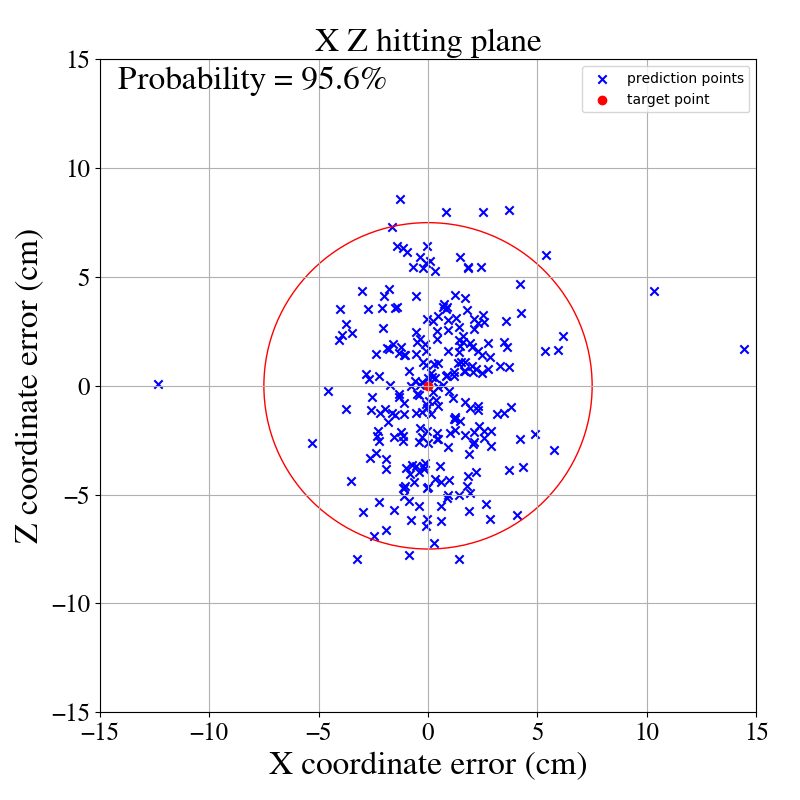 X Z hitting plane
Probability = 95.6%
prediction points
target point
15
10
5
0
−5
−10
−15
−15
−10
−5
0
5
10
15
Z coordinate error (cm)
X coordinate error (cm)